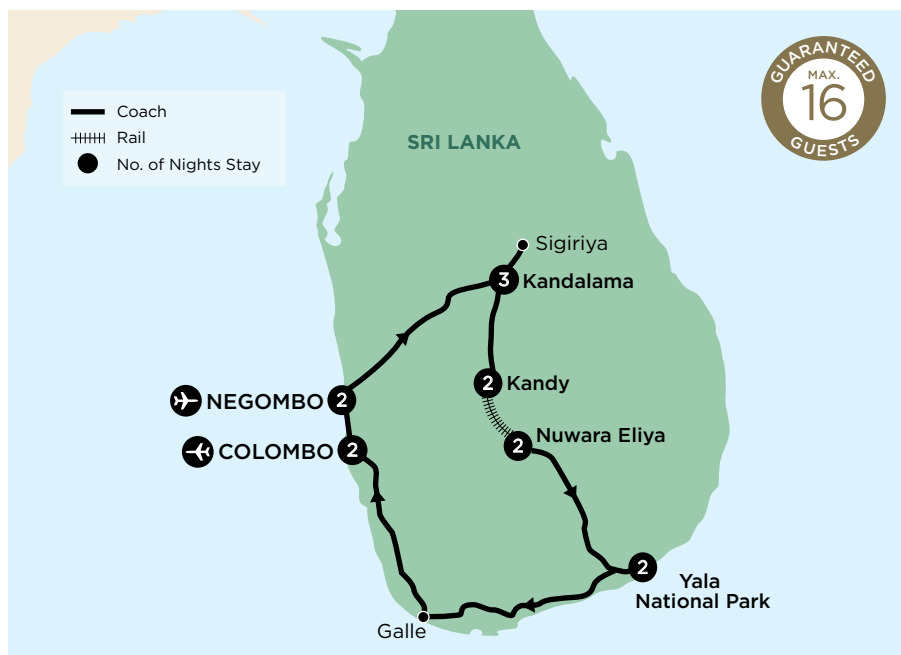 Coach
Rail
No. of Nights Stay
GUARANTEED
MAX.
16
GUESTS
SRI LANKA
Sigiriya
3 Kandalama
2 Kandy
NEGOMBO 2
Nuwara Eliya
2
COLOMBO 2
2
Yala
National Park
Galle